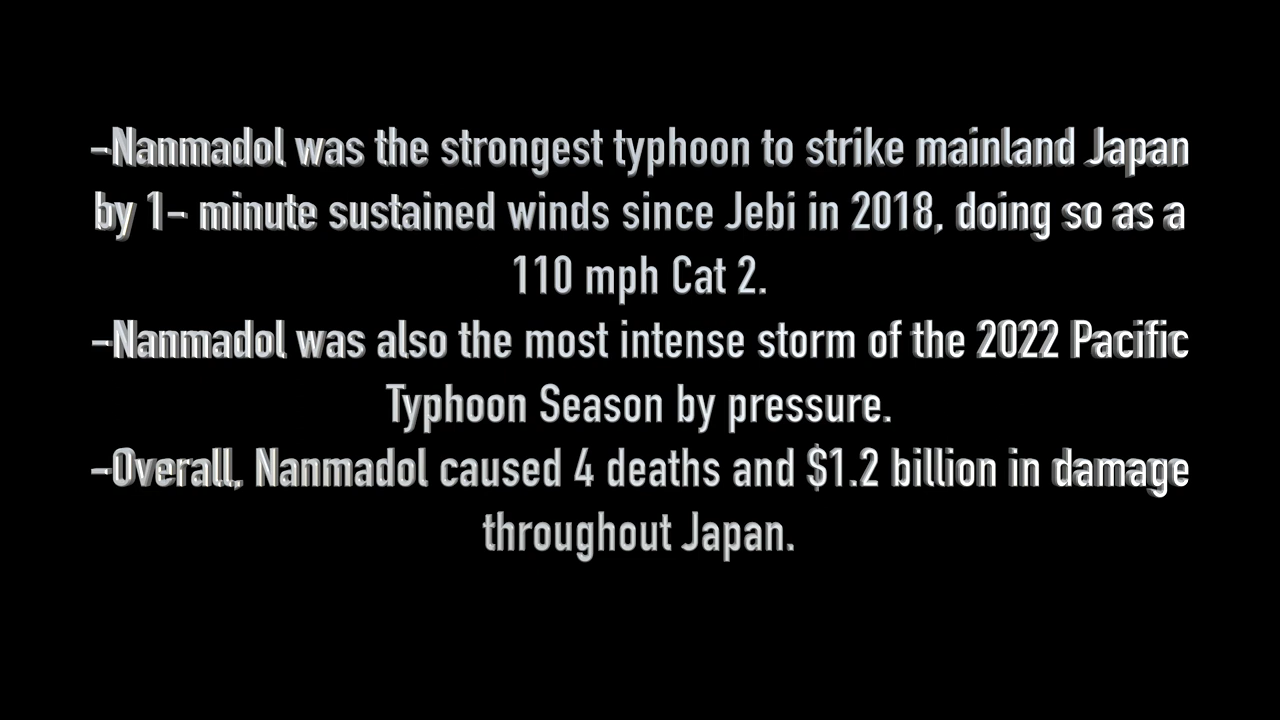 -Nanmadol was the strongest typhoon to strike mainland Japan
by 1- minute sustained winds since Jebi in 2018, doing so as a
110 mph Cat 2.
-Nanmadol was also the most intense storm of the 2022 Pacific
Typhoon Season by pressure.
-Overall, Nanmadol caused 4 deaths and $1.2 billion in damage
throughout Japan.